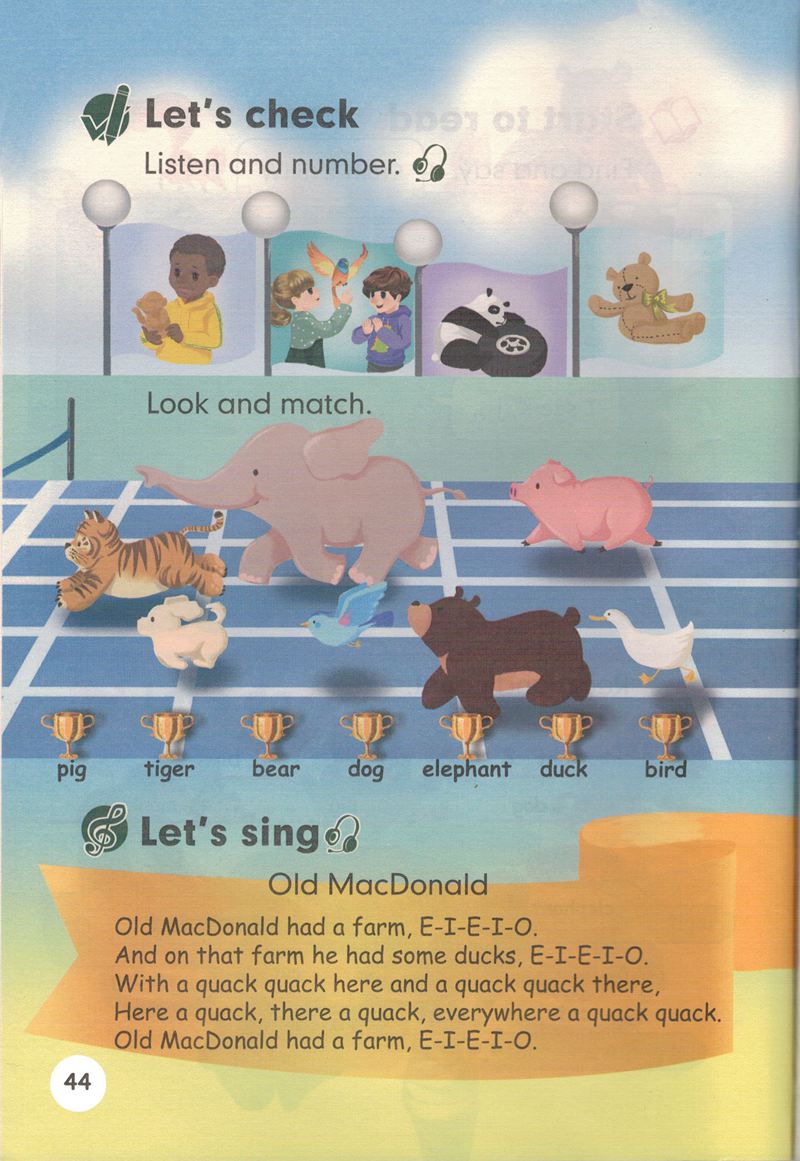 Let's check
Listen and number.
Look and match.
pig tiger bear dog elephant duck bird
Let's sing
Old MacDonald
Old MacDonald had a farm, E-I-E-I-O.
And on that farm he had some ducks, E-I-E-I-O.
With a quack quack here and a quack quack there,
Here a quack, there a quack, everywhere a quack quack.
Old MacDonald had a farm, E-I-E-I-O.
44